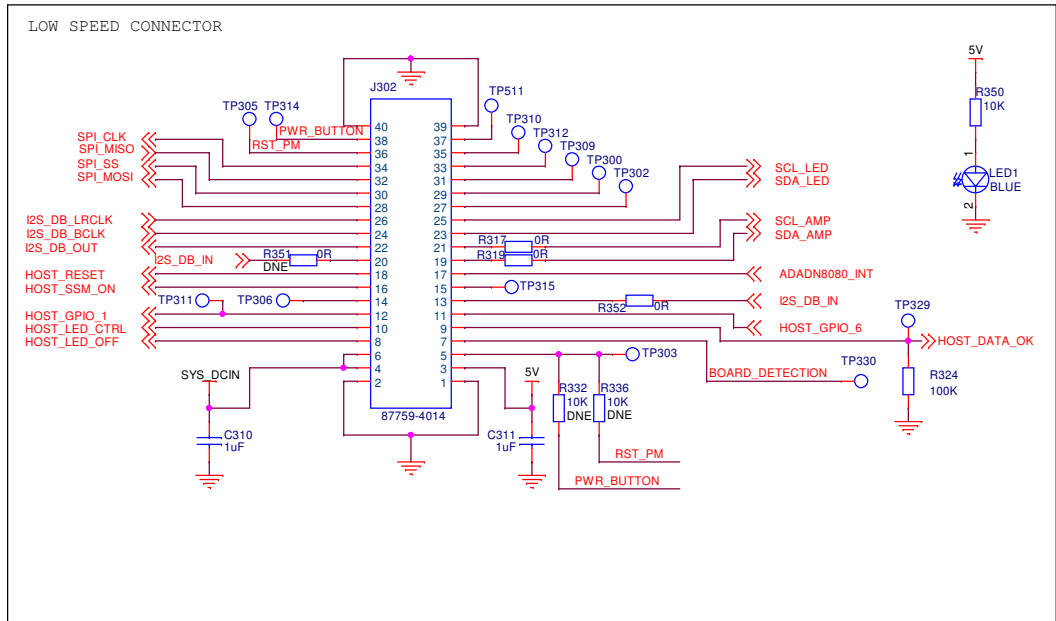 LOW SPEED CONNECTOR
5V
J302
TP511
R350
10K
TP305 TP314
TP310
PWR_BUTTON
40 39
SPI_CLK
38 37
TP312
RST_PM
SPI_MISO
36 35
TP309
1
SPI_SS
34 33
TP300
SCL_LED
LED1
SPI_MOSI
32 31
TP302
SDA_LED
BLUE
30 29
2
28 27
I2S_DB_LRCLK
26 25
SCL_AMP
I2S_DB_BCLK
24 23
R317 0R
SDA_AMP
I2S_DB_OUT
22 21
I2S_DB_IN
R351 0R
DNE
20 19
R319 0R
HOST_RESET
18 17
ADADN8080_INT
HOST_SSM_ON
16 15
TP315
TP311
TP306
14 13
R352 0R
I2S_DB_IN
TP329
HOST_GPIO_1
12 11
HOST_GPIO_6
HOST_LED_CTRL
10 9
HOST_DATA_OK
HOST_LED_OFF
8 7
TP303
TP330
6 5
BOARD_DETECTION
SYS_DCIN
4 3
5V
R332
10K
DNE
R336
10K
DNE
R324
100K
2 1
87759-4014
C310
1uF
C311
1uF
RST_PM
PWR_BUTTON